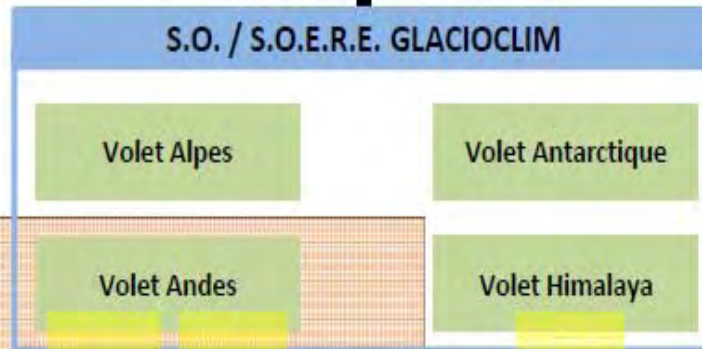 S.O. / S.O.E.R.E. GLACIOCLIM
Volet Alpes
Volet Antarctique
Volet Andes
Volet Himalaya